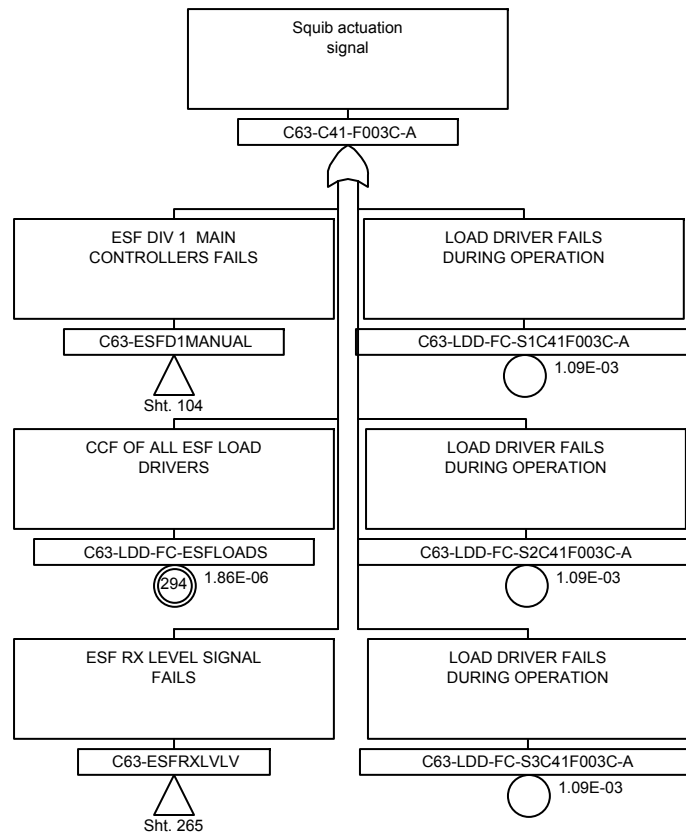 Squib actuation
signal
C63-C41-F003C-A
ESF DIV 1 MAIN
CONTROLLERS FAILS
C63-ESFD1MANUAL
Sht. 104
LOAD DRIVER FAILS
DURING OPERATION
C63-LDD-FC-S1C41F003C-A
1.09E-03
CCF OF ALL ESF LOAD
DRIVERS
C63-LDD-FC-ESFLOADS
294
1.86E-06
LOAD DRIVER FAILS
DURING OPERATION
C63-LDD-FC-S2C41F003C-A
1.09E-03
ESF RX LEVEL SIGNAL
FAILS
C63-ESFRXLVLV
Sht. 265
LOAD DRIVER FAILS
DURING OPERATION
C63-LDD-FC-S3C41F003C-A
1.09E-03